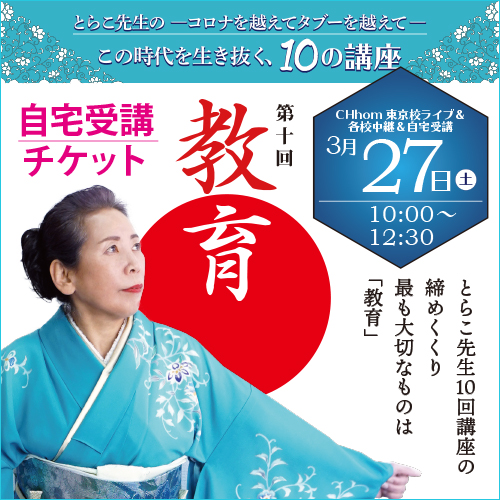 とらこ先生の ―コロナを越えてタブーを越えて―
この時代を生き抜く、10の講座
自宅受講
チケット
第十回
教育
CHhom 東京校ライブ&
各校中継&自宅受講
3月
27日土
10:00～
12:30
とらこ先生10回講座の
締めくくり
最も大切なものは
「教育」